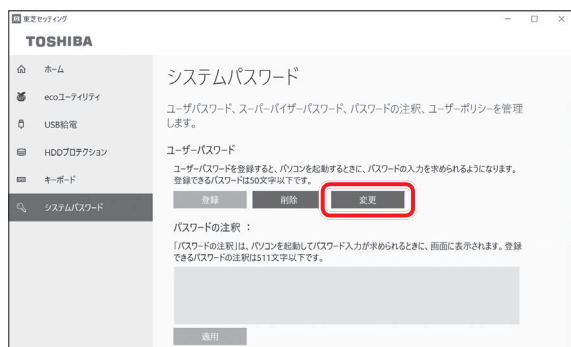 東芝セッティング
TOSHIBA
ホーム
ecoユーティリティ
USB給電
HDDプロテクション
キーボード
システムパスワード
システムパスワード
ユーザパスワード、スーパーバイザーパスワード、パスワードの注釈、ユーザーポリシーを管理
します。
ユーザーパスワード
ユーザーパスワードを登録すると、パソコンを起動するときに、パスワードの入力を求められるようになります。
登録できるパスワードは50文字以下です。
登録 削除 変更
パスワードの注釈 :
「パスワードの注釈」は、パソコンを起動してパスワード入力が求められるときに、画面に表示されます。登録
できるパスワードの注釈は511文字以下です。
適用